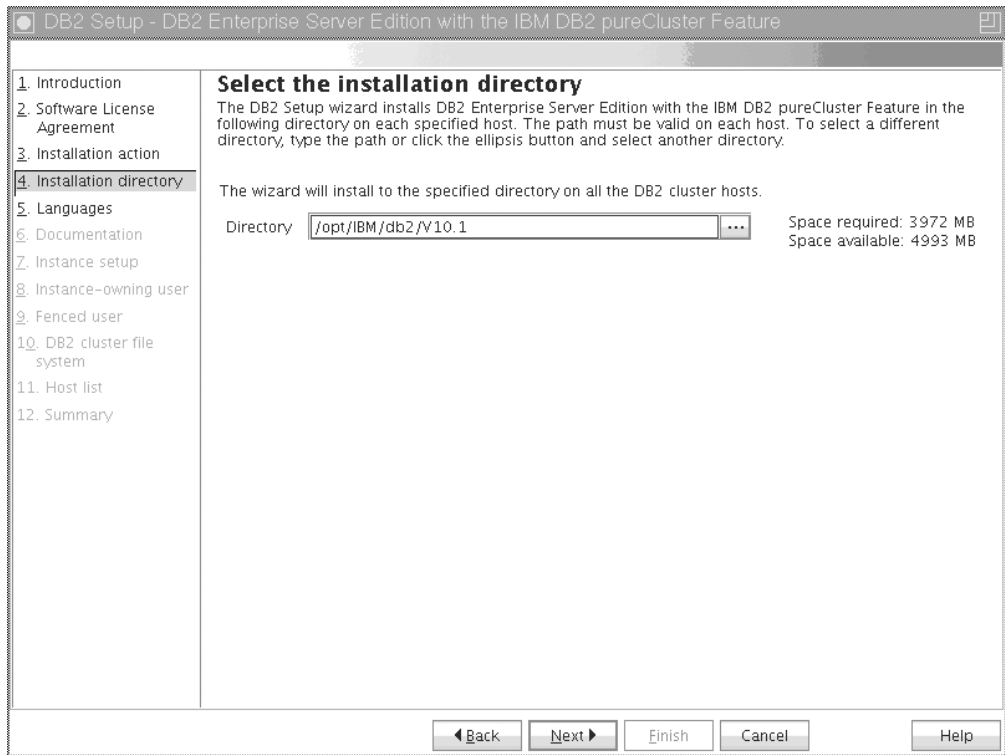 DB2 Setup - DB2 Enterprise Server Edition with the IBM DB2 pureCluster Feature
1. Introduction
2. Software License
Agreement
3. Installation action
4. Installation directory
5. Languages
6. Documentation
7. Instance setup
8. Instance-owning user
9. Fenced user
10. DB2 cluster file
system
11. Host list
12. Summary
Select the installation directory
The DB2 Setup wizard installs DB2 Enterprise Server Edition with the IBM DB2 pureCluster Feature in the
following directory on each specified host. The path must be valid on each host. To select a different
directory, type the path or click the ellipsis button and select another directory.
The wizard will install to the specified directory on all the DB2 cluster hosts.
Directory /opt/IBM/db2/V10.1 ...
Space required: 3972 MB
Space available: 4993 MB
Back Next Finish Cancel Help